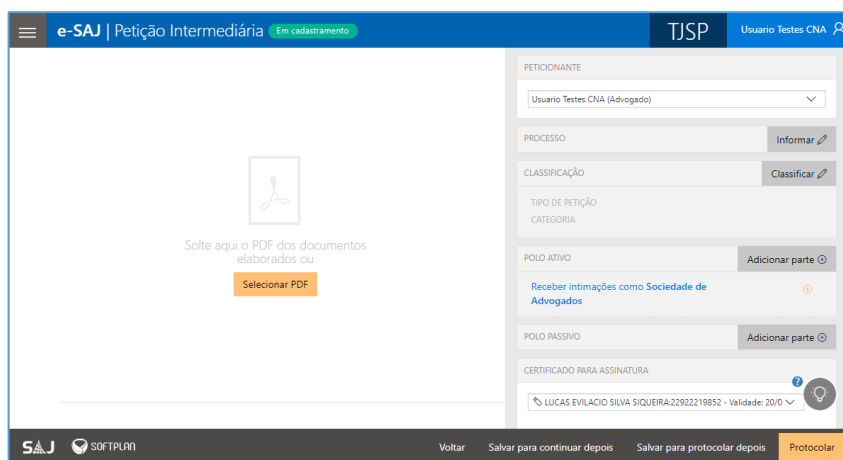 e-SAJ | Petição Intermediária Em cadastramento
TJSP
Usuario Testes CNA
PETICIONANTE
Usuario Testes CNA (Advogado)
PROCESSO
Informar
CLASSIFICAÇÃO
Classificar
TIPO DE PETIÇÃO
CATEGORIA
Solte aqui o PDF dos documentos
elaborados ou
Selecionar PDF
POLO ATIVO
Adicionar parte
Receber intimações como Sociedade de
Advogados
POLO PASSIVO
Adicionar parte
CERTIFICADO PARA ASSINATURA
?
LUCAS EVILACIO SILVA SIQUEIRA:22922219852 - Validade: 20/0
SAJ
SOFTPLAN
Voltar
Salvar para continuar depois
Salvar para protocolar depois
Protocolar